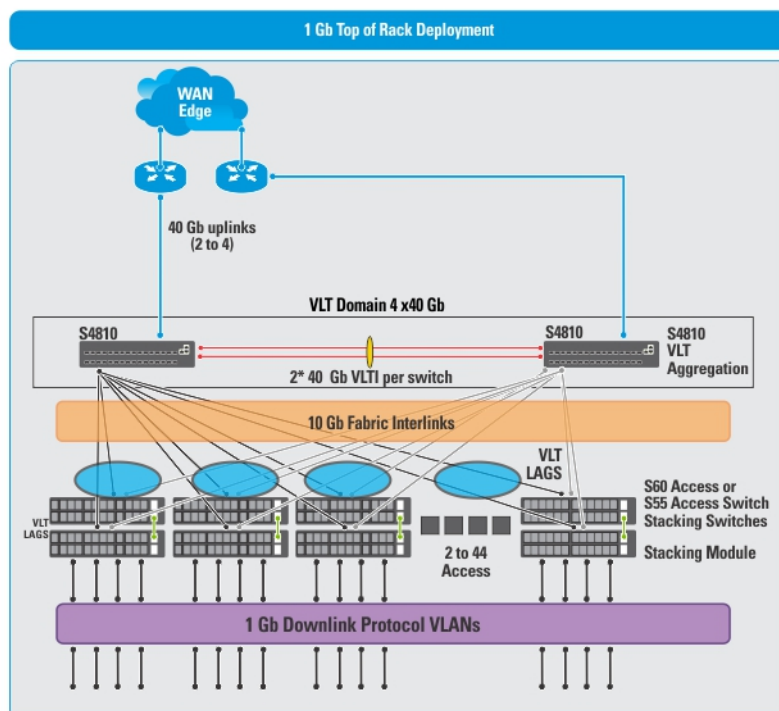 1 Gb Top of Rack Deployment
WAN
Edge
40 Gb uplinks
(2 to 4)
VLT Domain 4 x40 Gb
S4810
S4810
S4810
VLT
Aggregation
2* 40 Gb VLTI per switch
10 Gb Fabric Interlinks
VLT
LAGS
S60 Access or
S55 Access Switch
Stacking Switches
VLT
LAGS
Stacking Module
2 to 44
Access
1 Gb Downlink Protocol VLANs